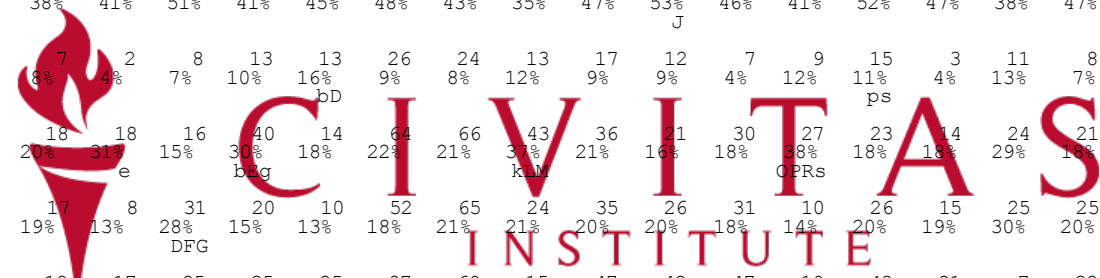 38% 41% 51% 41% 45% 48% 43% 35% 47% 53% 46% 41% 52% 47% 38% 47%
J
7 2 8 13 13 26 24 13 17 12 7 9 15 3 11 8
8% 4% 7% 10% 16% 9% 8% 12% 9% 9% 4% 12% 11% 4% 13% 7%
bD ps
CIVITAS
18 18 16 40 14 64 66 43 36 21 30 27 23 14 24 21
20% 31% 15% 30% 18% 22% 21% 37% 21% 16% 18% 38% 18% 18% 29% 18%
e bEg kLM OPRs
17 8 31 20 10 52 65 24 35 26 31 10 26 15 25 25
19% 13% 28% 15% 13% 18% 21% 21% 20% 20% 18% 14% 20% 19% 30% 20%
DFG
INSTITUTE